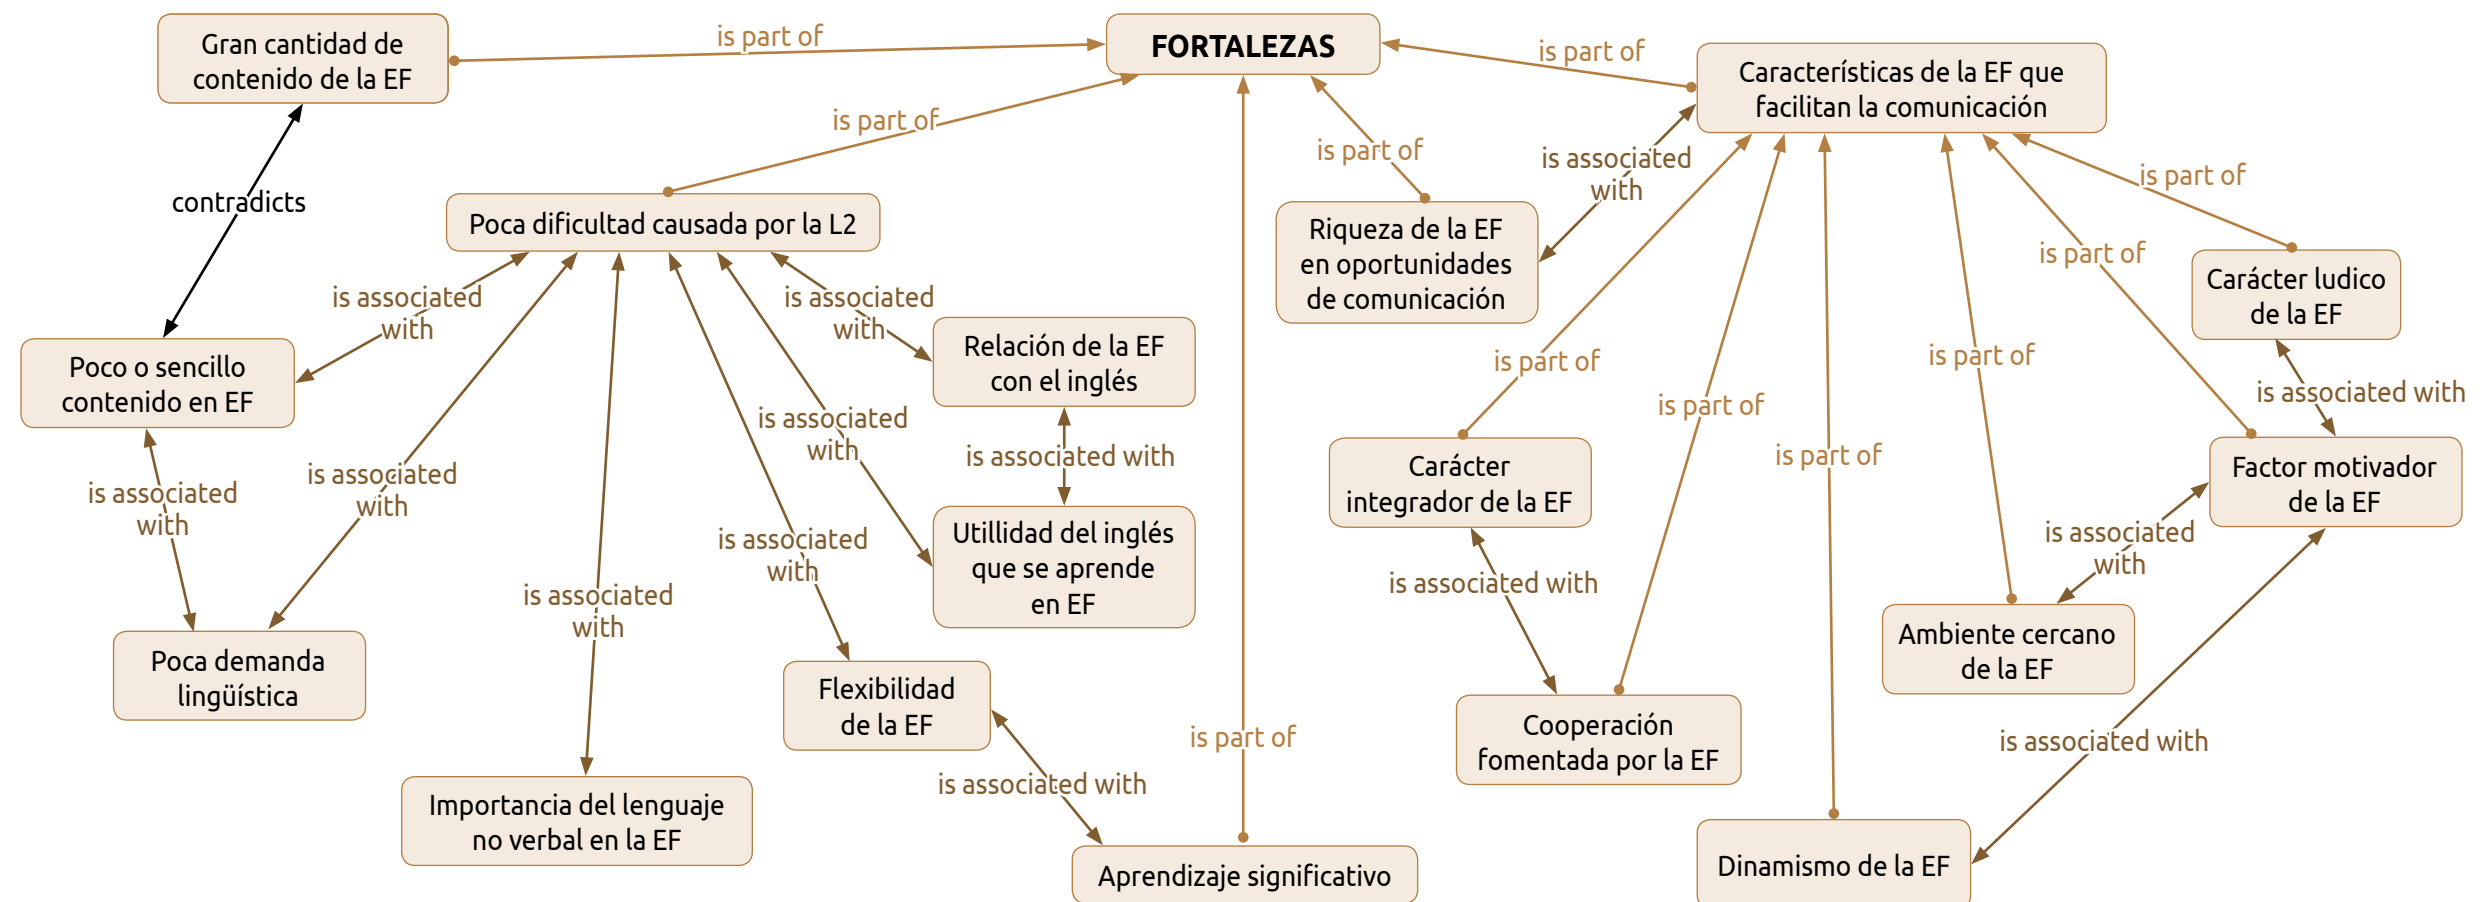 Gran cantidad de
contenido de la EF
is part of
FORTALEZAS
is part of
Características de la EF que
facilitan la comunicación
is part of
is part of
is associated
with
is part of
contradicts
Poca dificultad causada por la L2
Riqueza de la EF
en oportunidades
de comunicación
is part of
Carácter ludico
de la EF
is associated
with
is associated
with
Relación de la EF
con el inglés
Poco o sencillo
contenido en EF
is part of
is part of
is associated with
is associated
with
is part of
is associated with
Carácter
integrador de la EF
is part of
Factor motivador
de la EF
is associated
with
is associated
with
Utillidad del inglés
que se aprende
en EF
is associated
with
is associated
with
is associated with
is associated
with
Poca demanda
lingüística
Ambiente cercano
de la EF
Flexibilidad
de la EF
Cooperación
fomentada por la EF
is part of
is associated with
is associated with
Importancia del lenguaje
no verbal en la EF
Aprendizaje significativo
Dinamismo de la EF